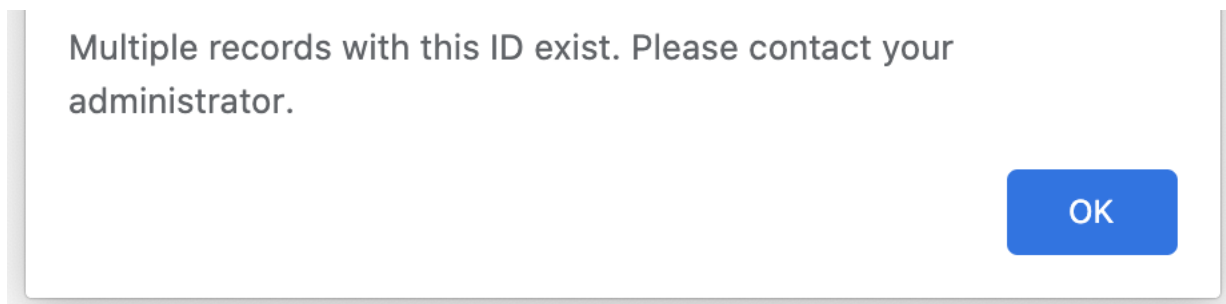 Multiple records with this ID exist. Please contact your
administrator.
OK